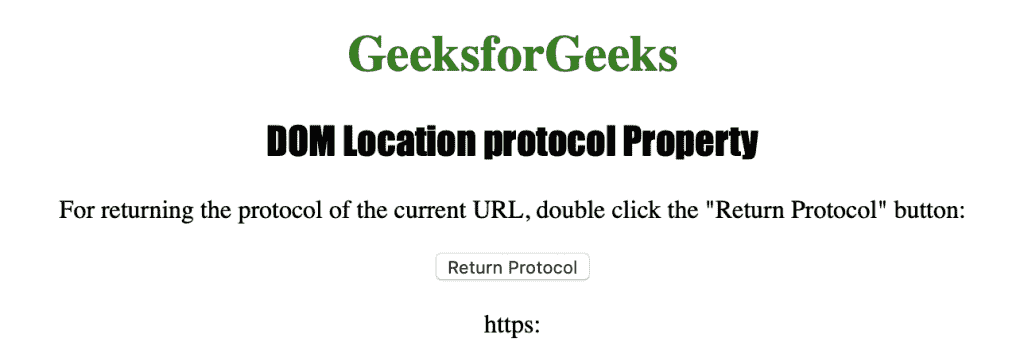 GeeksforGeeks
DOM Location protocol Property
For returning the protocol of the current URL, double click the "Return Protocol" button:
Return Protocol
https: